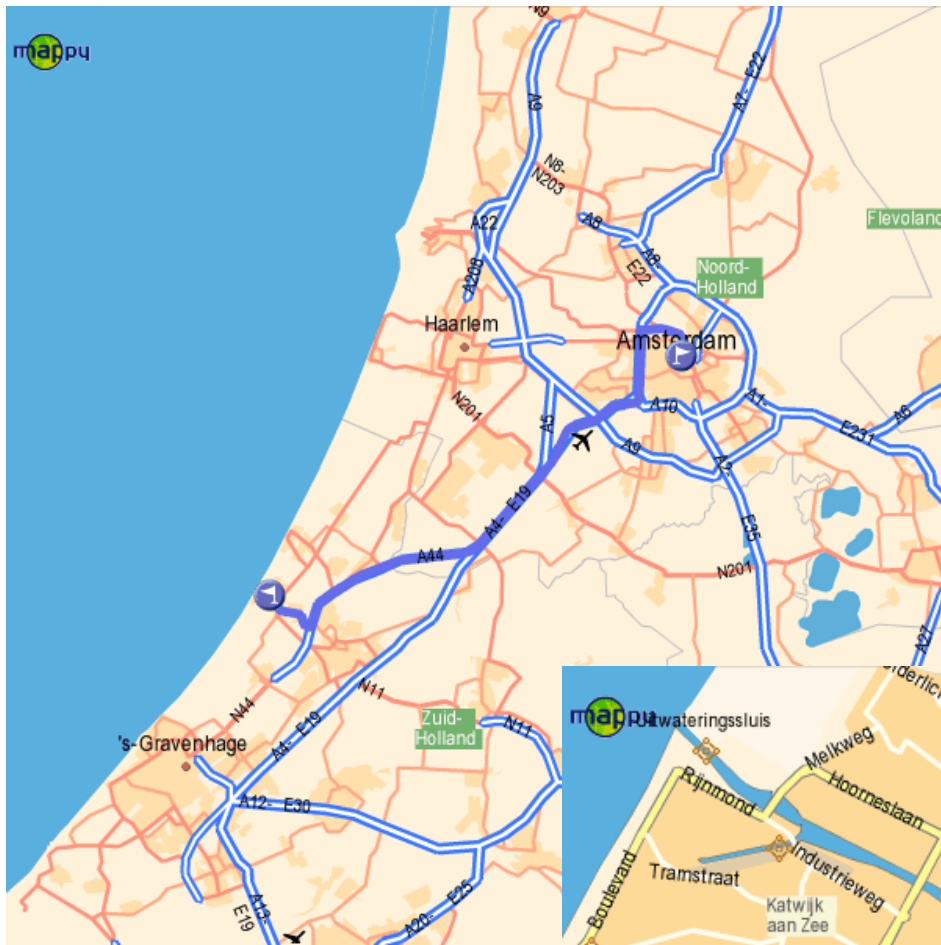 mappy
N9
A9
A7- E22
N8-
N203
A22
A8
Flevoland
A208
A8-
E22
Noord-
Holland
Haarlem
Amsterdam
N201
A10
A1-
A6
A5
A9
E231
A2-
A4- E19
E35
A44
N201
A27
N44
N11
Zuid-
Holland
N11
's-Gravenhage
A4- E19
A12- E30
A13-
E19
A20- E25
mappy
Uitwateringssluis
Melkweg
Rijnmond
Hoorneslaan
Tramstraat
Industrieweg
Boulevard
Katwijk
aan Zee